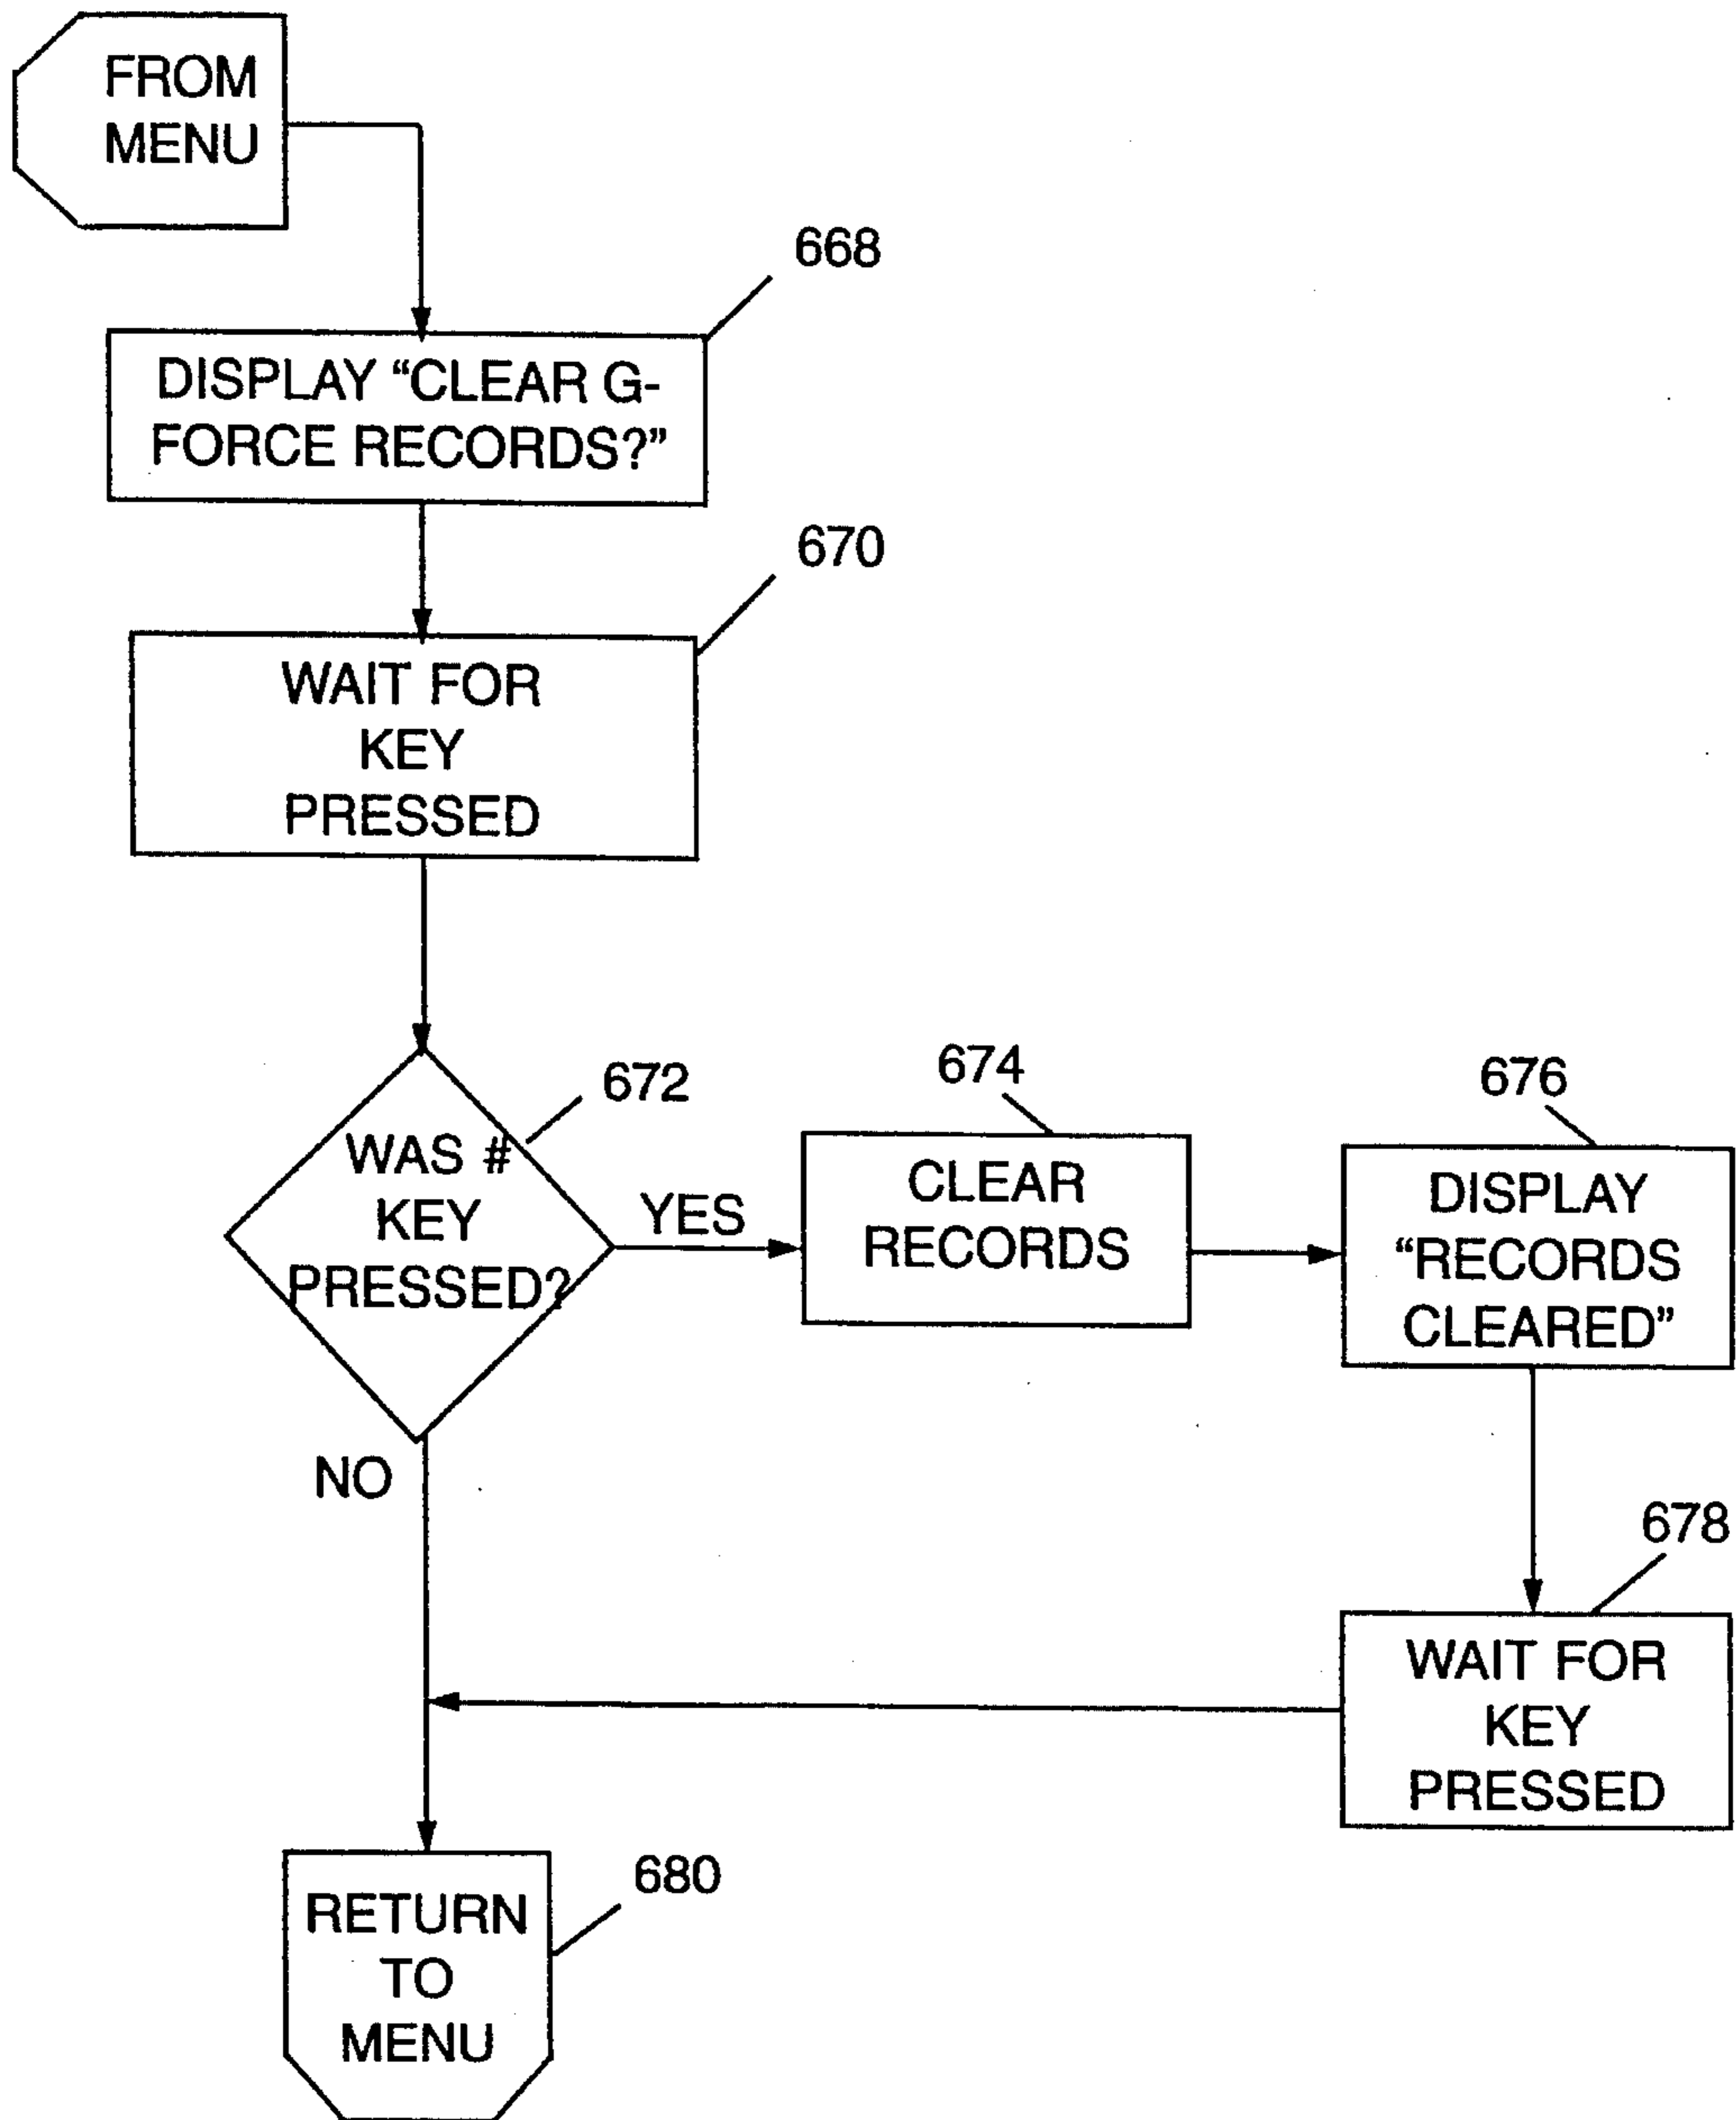 FROM
MENU
668
DISPLAY “CLEAR G-
FORCE RECORDS?”
670
WAIT FOR
KEY
PRESSED
672
WAS #
KEY
PRESSED?
YES
NO
674
CLEAR
RECORDS
676
DISPLAY
“RECORDS
CLEARED”
678
WAIT FOR
KEY
PRESSED
680
RETURN
TO
MENU